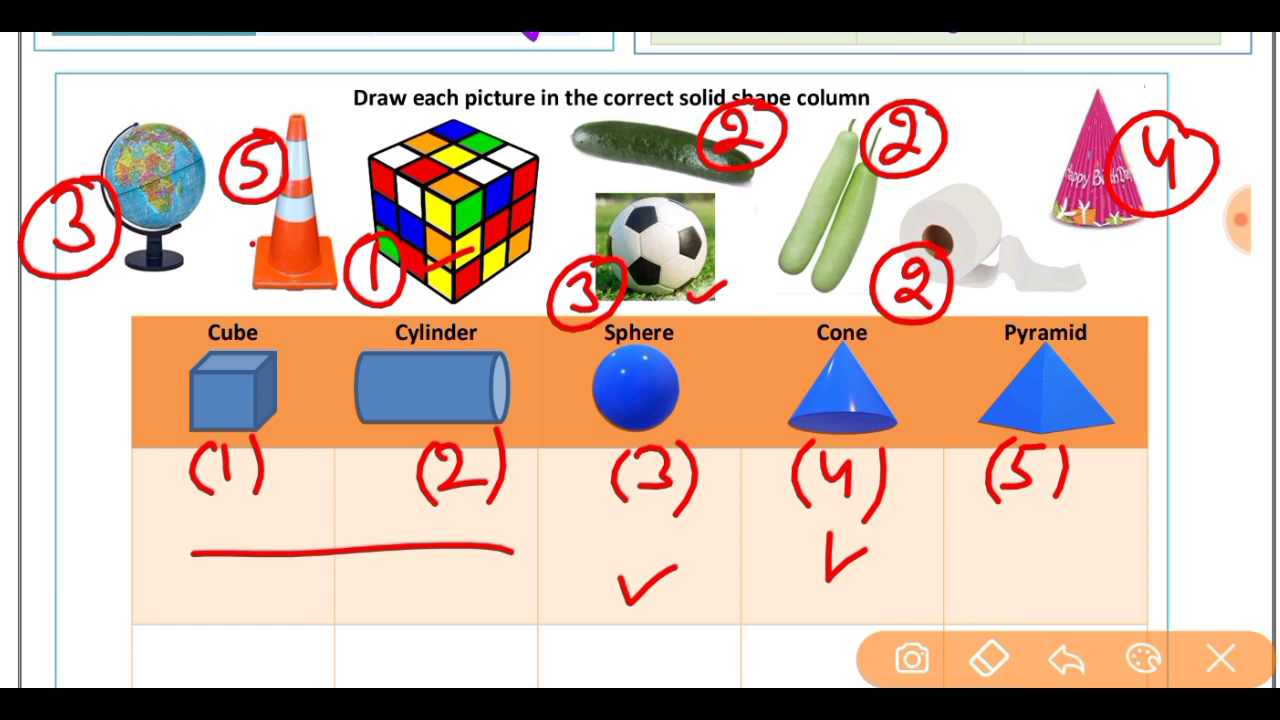 Draw each picture in the correct solid shape column
3
5
1
2
3
2
2
Happy BirthDay
4
Cube Cylinder Sphere Cone Pyramid
(1) (2) (3) (4) (5)